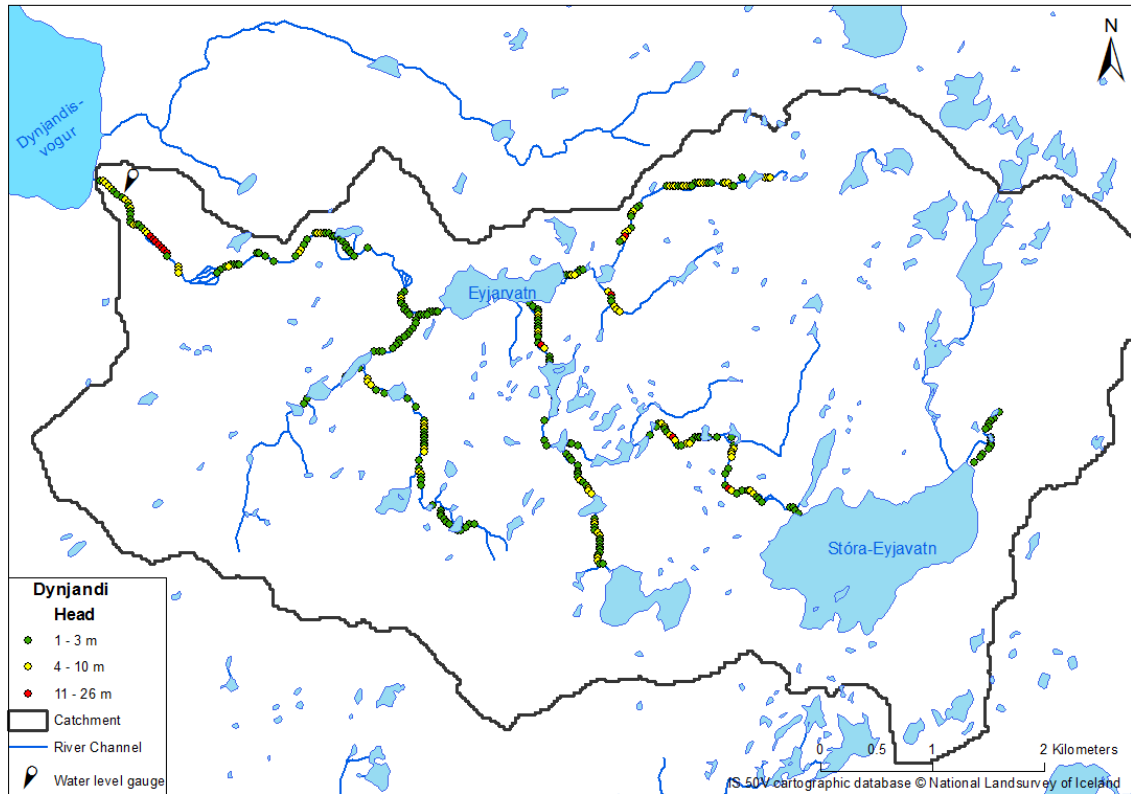 N
Dynjandis-
vogur
Eyjarvatn
Stóra-Eyjavatn
Dynjandi
Head
1 - 3 m
4 - 10 m
11 - 26 m
Catchment
River Channel
Water level gauge
0 0.5 1 2 Kilometers
IS 50V cartographic database © National Landsurvey of Iceland